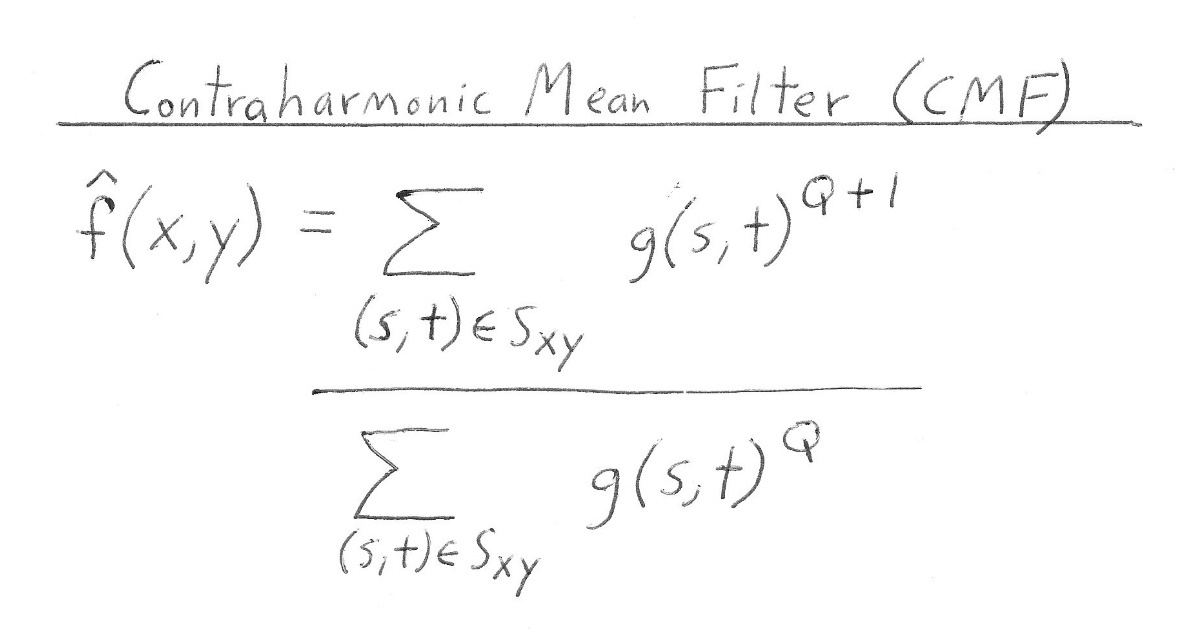 Contraharmonic Mean Filter (CMF)
f̂(x,y) = ∑ g(s,t)^Q+1
(s,t)∈Sxy
∑ g(s,t)^Q
(s,t)∈Sxy